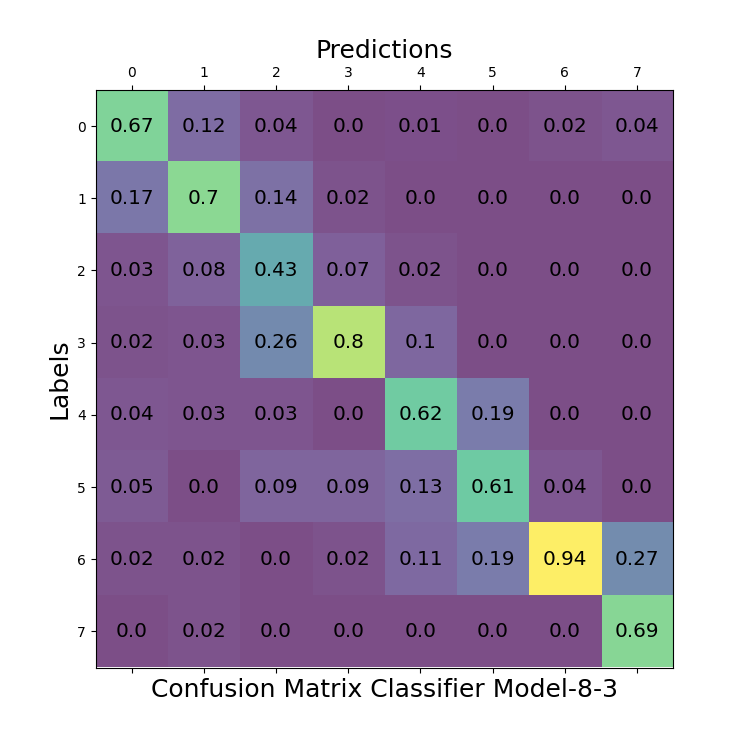 Predictions
0 1 2 3 4 5 6 7
Labels
0 0.67 0.12 0.04 0.0 0.01 0.0 0.02 0.04
1 0.17 0.7 0.14 0.02 0.0 0.0 0.0 0.0
2 0.03 0.08 0.43 0.07 0.02 0.0 0.0 0.0
3 0.02 0.03 0.26 0.8 0.1 0.0 0.0 0.0
4 0.04 0.03 0.03 0.0 0.62 0.19 0.0 0.0
5 0.05 0.0 0.09 0.09 0.13 0.61 0.04 0.0
6 0.02 0.02 0.0 0.02 0.11 0.19 0.94 0.27
7 0.0 0.02 0.0 0.0 0.0 0.0 0.0 0.69
Confusion Matrix Classifier Model-8-3